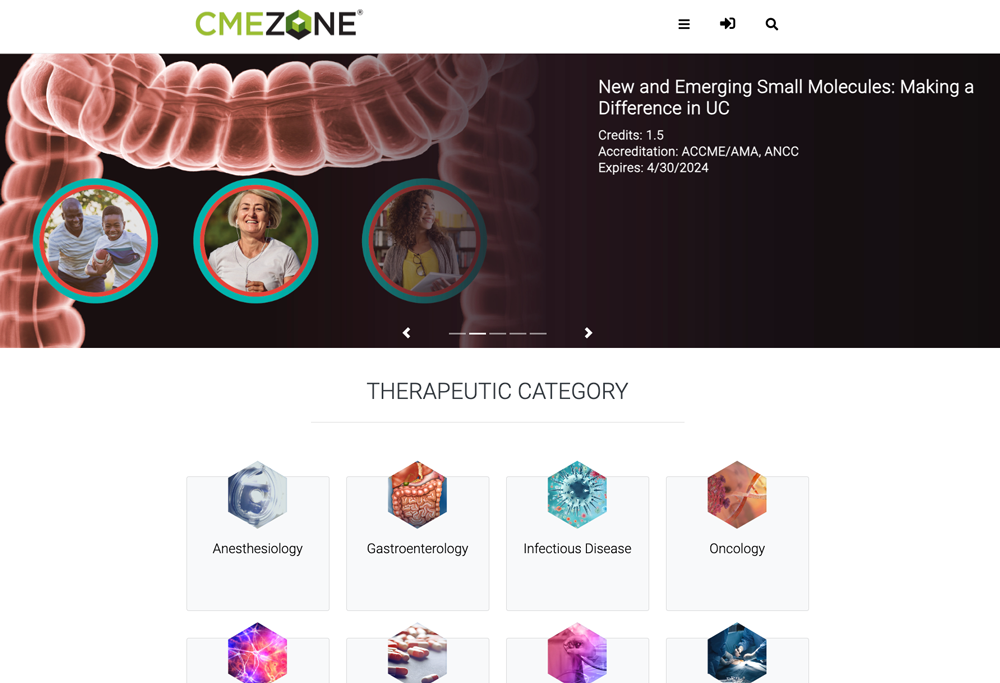 CMEZONE®
New and Emerging Small Molecules: Making a
Difference in UC
Credits: 1.5
Accreditation: ACCME/AMA, ANCC
Expires: 4/30/2024
THERAPEUTIC CATEGORY
Anesthesiology
Gastroenterology
Infectious Disease
Oncology